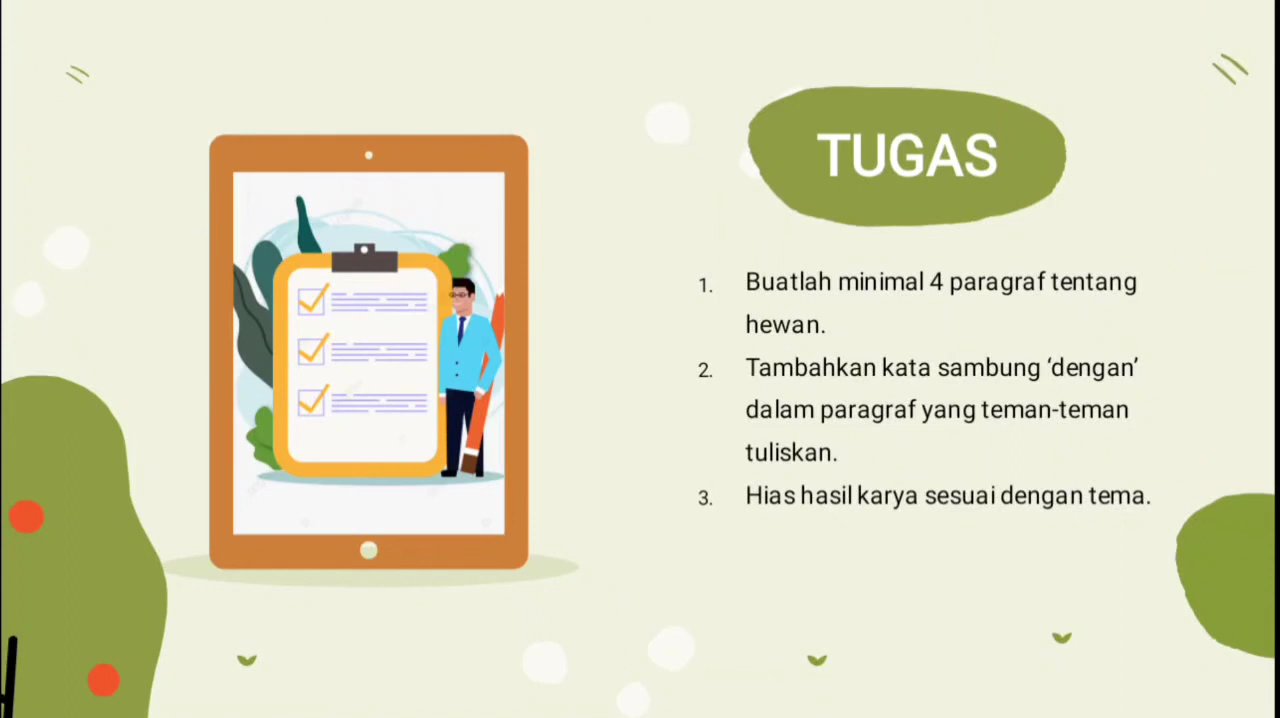 TUGAS
1. Buatlah minimal 4 paragraf tentang
hewan.
2. Tambahkan kata sambung ‘dengan’
dalam paragraf yang teman-teman
tuliskan.
3. Hias hasil karya sesuai dengan tema.